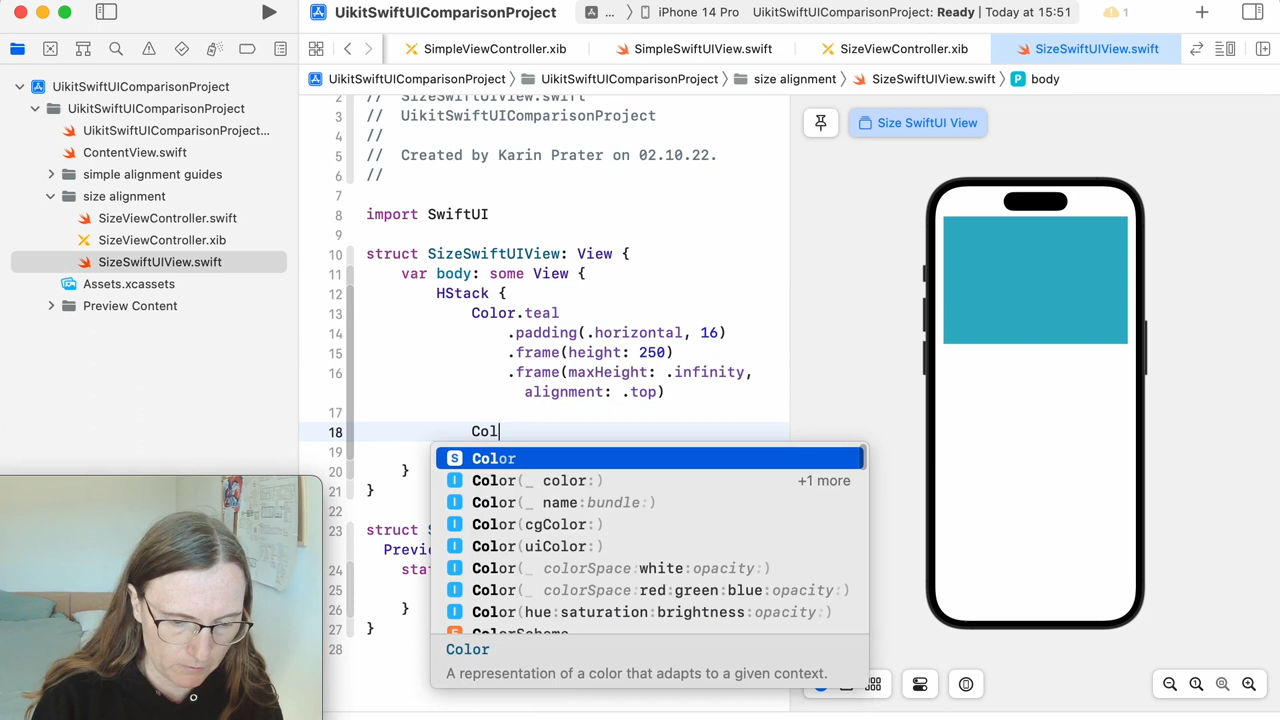 UikitSwiftUIComparisonProject
... 〉 iPhone 14 Pro UikitSwiftUIComparisonProject: Ready | Today at 15:51
1
SimpleViewController.xib
SimpleSwiftUIView.swift
SizeViewController.xib
SizeSwiftUIView.swift
UikitSwiftUIComparisonProject 〉 UikitSwiftUIComparisonProject 〉 size alignment 〉 SizeSwiftUIView.swift 〉 P body
UikitSwiftUIComparisonProject
UikitSwiftUIComparisonProject
UikitSwiftUIComparisonProject...
ContentView.swift
simple alignment guides
size alignment
SizeViewController.swift
SizeViewController.xib
SizeSwiftUIView.swift
Assets.xcassets
Preview Content
2 // SizeSwiftUIView.swift
3 // UikitSwiftUIComparisonProject
4 //
5 // Created by Karin Prater on 02.10.22.
6 //
7
8 import SwiftUI
9
10 struct SizeSwiftUIView: View {
11 var body: some View {
12 HStack {
13 Color.teal
14 .padding(.horizontal, 16)
15 .frame(height: 250)
16 .frame(maxHeight: .infinity,
alignment: .top)
17
18 Col
19
20 }
21 }
22
23 struct S
Previ
24 stat
25
26 }
27 }
28
S Color
I Color(_ color:) +1 more
I Color(_ name:bundle:)
I Color(cgColor:)
I Color(uiColor:)
I Color(_ colorSpace:white:opacity:)
I Color(_ colorSpace:red:green:blue:opacity:)
I Color(hue:saturation:brightness:opacity:)
ColorScheme
Color
A representation of a color that adapts to a given context.
Size SwiftUI View